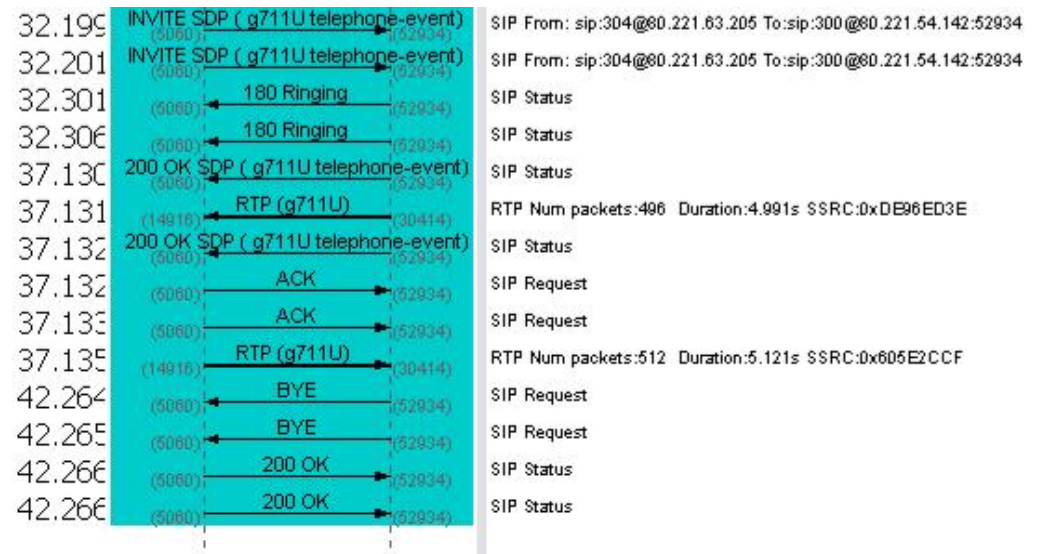 32.199 INVITE SDP ( g711U telephone-event) SIP From: sip:304@80.221.63.205 To:sip:300@80.221.54.142:52934
(5060) (52934)
32.201 INVITE SDP ( g711U telephone-event) SIP From: sip:304@80.221.63.205 To:sip:300@80.221.54.142:52934
(5060) (52934)
32.301 180 Ringing SIP Status
(5060) (52934)
32.306 180 Ringing SIP Status
(5060) (52934)
37.130 200 OK SDP ( g711U telephone-event) SIP Status
(5060) (52934)
37.131 RTP (g711U) RTP Num packets:496 Duration:4.991s SSRC:0xDE96ED3E
(14916) (30414)
37.132 200 OK SDP ( g711U telephone-event) SIP Status
(5060) (52934)
37.132 ACK SIP Request
(5060) (52934)
37.133 ACK SIP Request
(5060) (52934)
37.135 RTP (g711U) RTP Num packets:512 Duration:5.121s SSRC:0x605E2CCF
(14916) (30414)
42.264 BYE SIP Request
(5060) (52934)
42.265 BYE SIP Request
(5060) (52934)
42.266 200 OK SIP Status
(5060) (52934)
42.266 200 OK SIP Status
(5060) (52934)